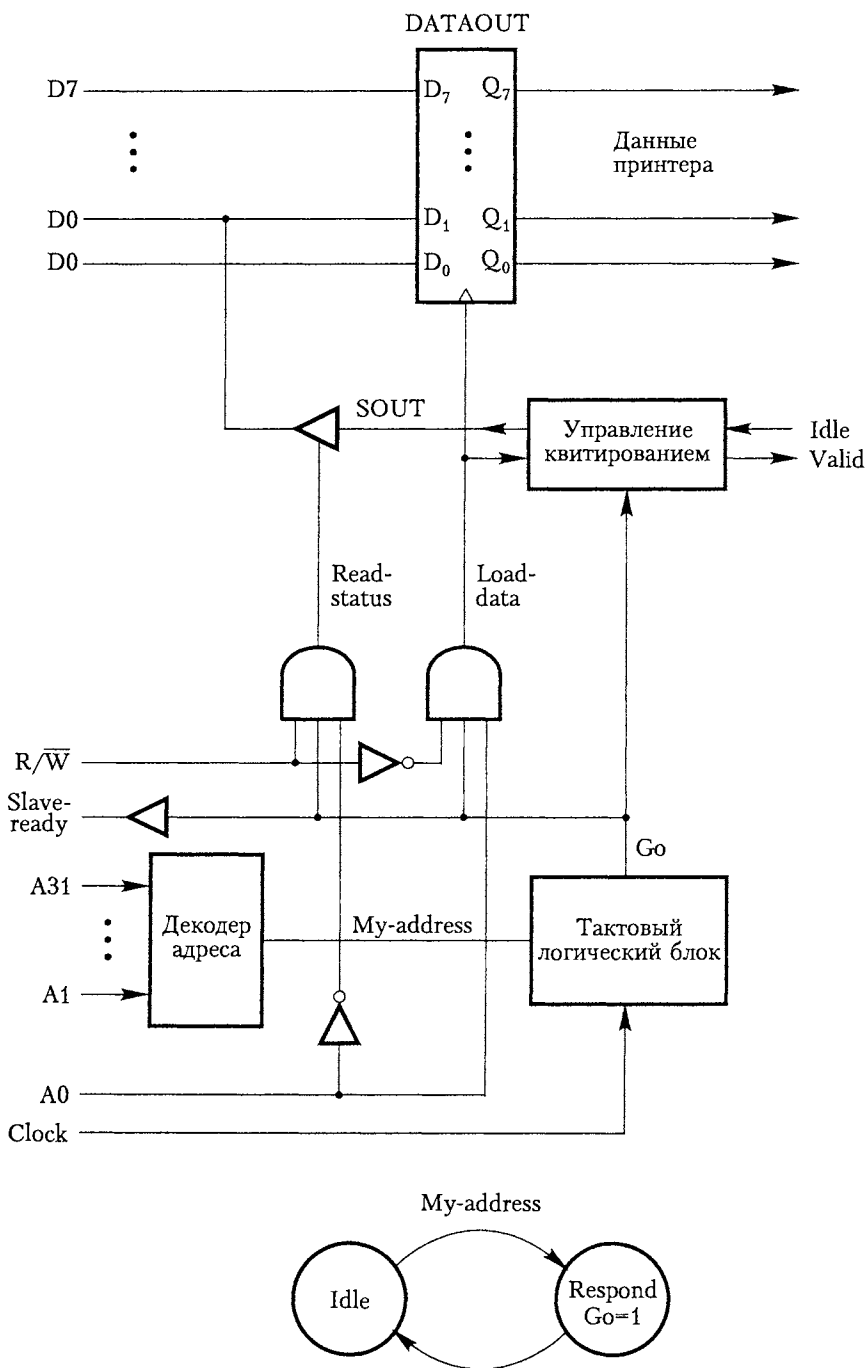 DATAOUT
D7
D₇ Q₇
Данные
принтера
D0
D₁ Q₁
D0
D₀ Q₀
SOUT
Управление
квитированием
Idle
Valid
Read-
status
Load-
data
R/W̅
Slave-
ready
Go
A31
Декодер
адреса
My-address
Тактовый
логический блок
A1
A0
Clock
My-address
Idle
Respond
Go=1